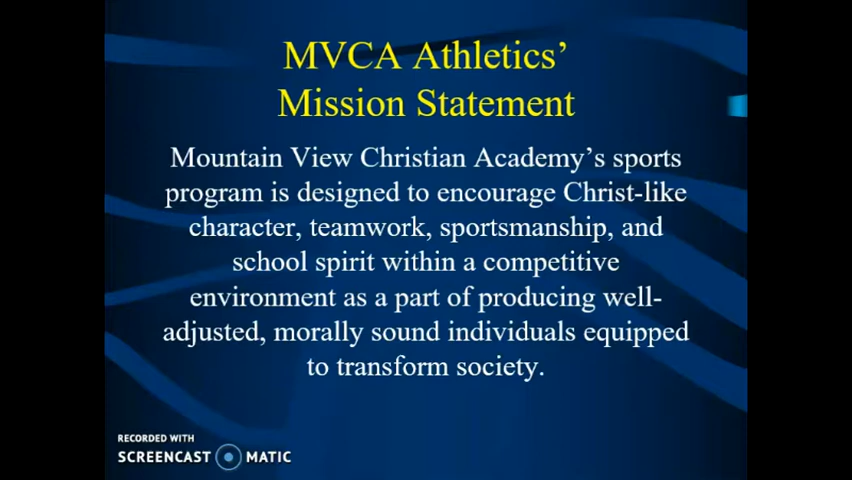 MVCA Athletics’
Mission Statement
Mountain View Christian Academy’s sports
program is designed to encourage Christ-like
character, teamwork, sportsmanship, and
school spirit within a competitive
environment as a part of producing well-
adjusted, morally sound individuals equipped
to transform society.
RECORDED WITH
SCREENCAST MATIC